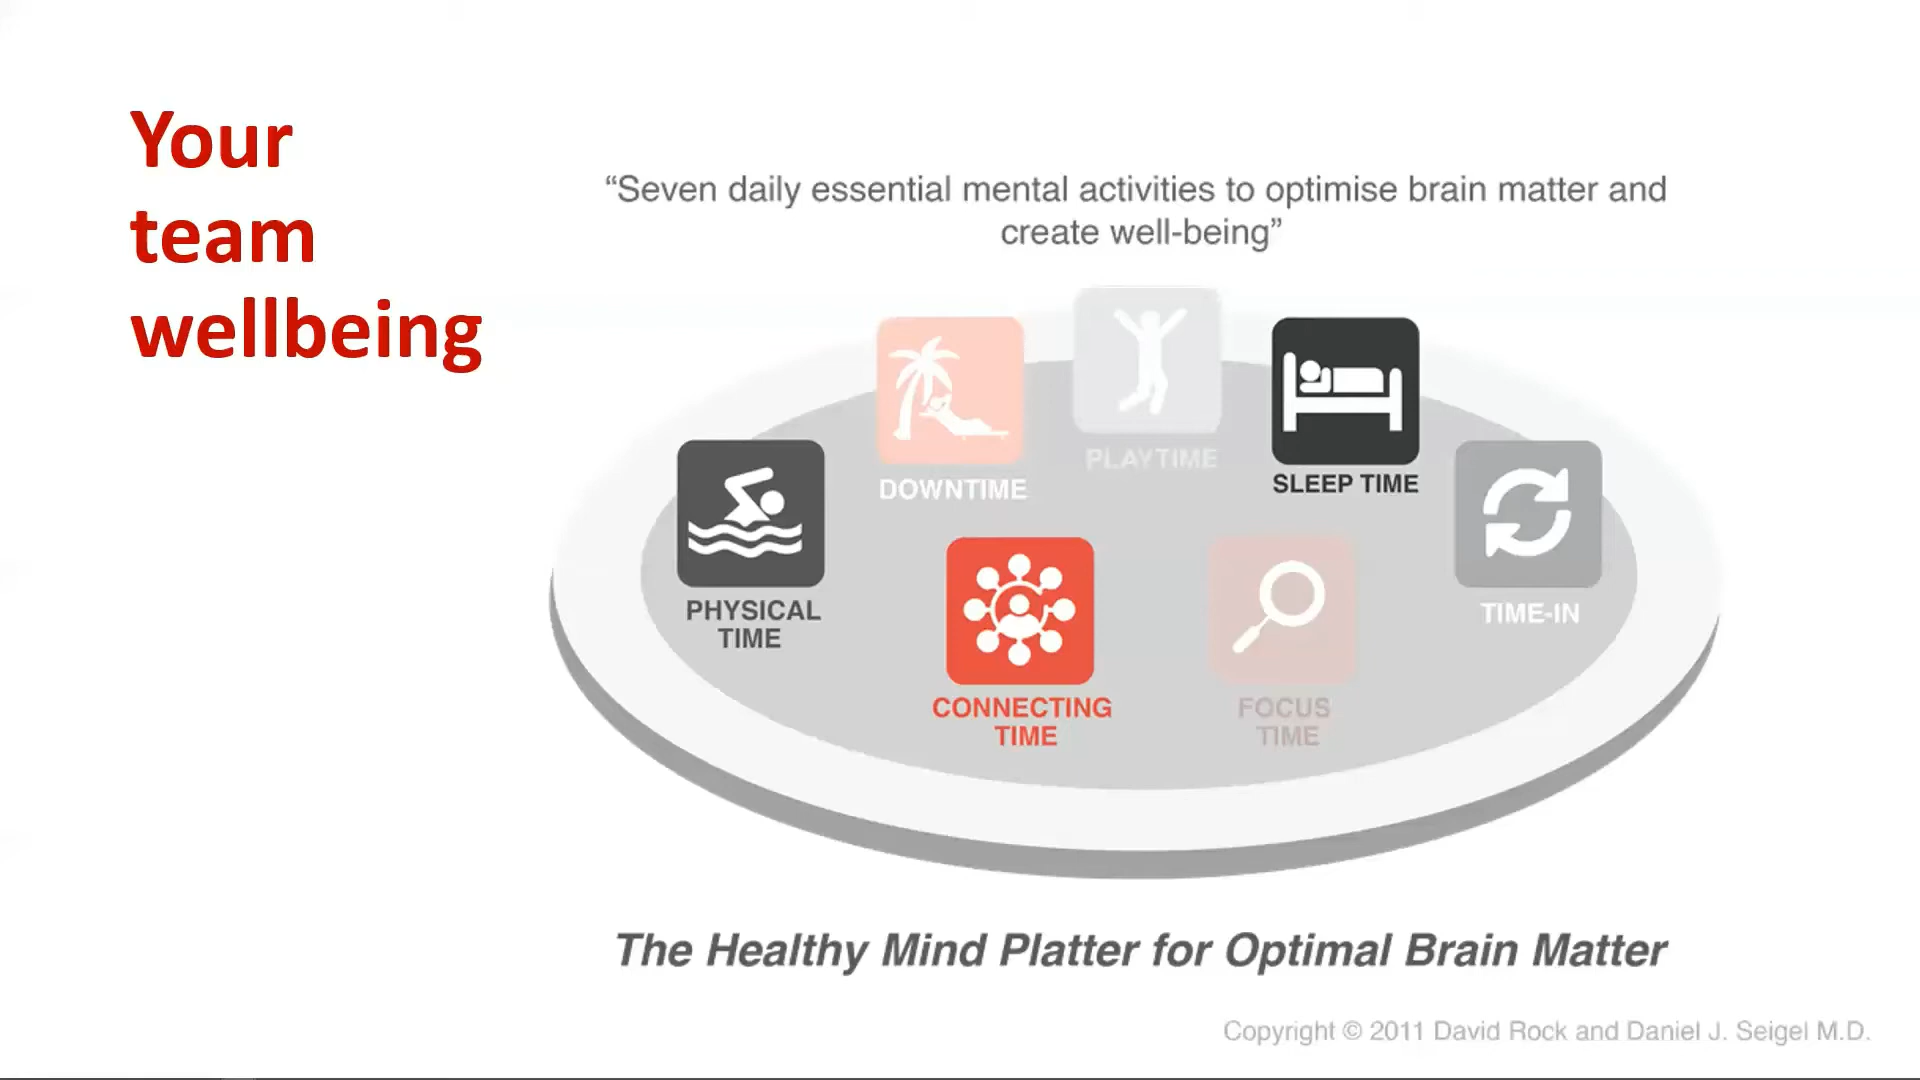 Your
team
wellbeing
“Seven daily essential mental activities to optimise brain matter and
create well-being”
DOWNTIME
PLAYTIME
SLEEP TIME
PHYSICAL
TIME
CONNECTING
TIME
FOCUS
TIME
TIME-IN
The Healthy Mind Platter for Optimal Brain Matter
Copyright © 2011 David Rock and Daniel J. Seigel M.D.